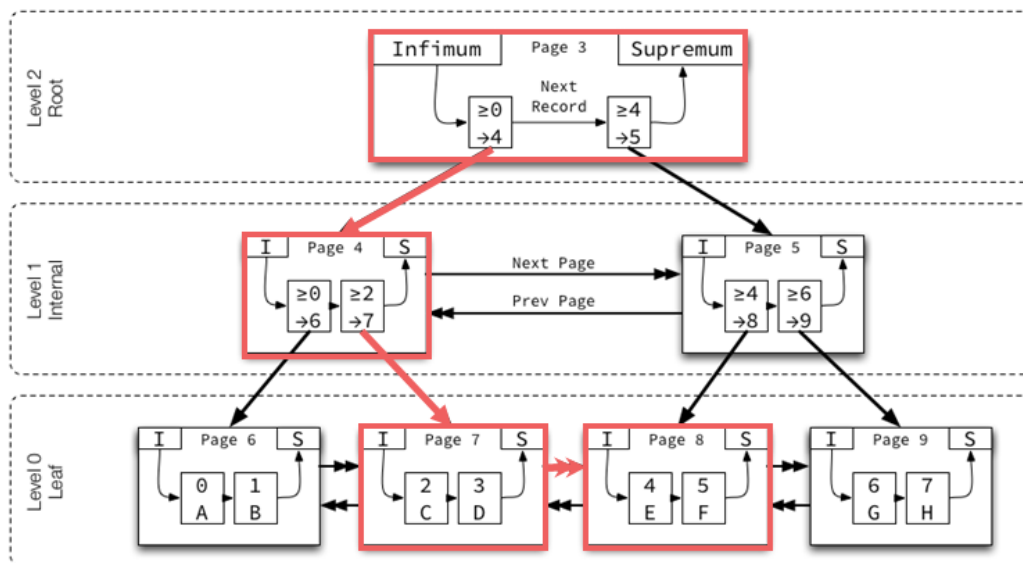 Level 2
Root
Infimum
Page 3
Supremum
Next
Record
≥0
→4
≥4
→5
Level 1
Internal
I
Page 4
S
≥0
→6
≥2
→7
Next Page
Prev Page
I
Page 5
S
≥4
→8
≥6
→9
Level 0
Leaf
I
Page 6
S
0
A
1
B
I
Page 7
S
2
C
3
D
I
Page 8
S
4
E
5
F
I
Page 9
S
6
G
7
H